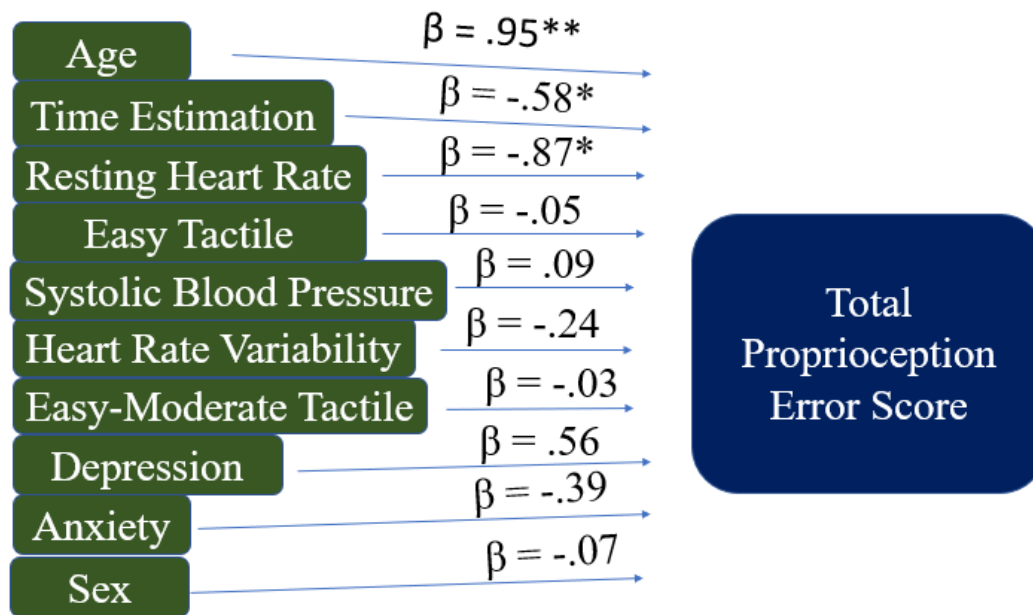 Age
β = .95**
Time Estimation
β = -.58*
Resting Heart Rate
β = -.87*
Easy Tactile
β = -.05
Systolic Blood Pressure
β = .09
Heart Rate Variability
β = -.24
Easy-Moderate Tactile
β = -.03
Depression
β = .56
Anxiety
β = -.39
Sex
β = -.07
Total
Proprioception
Error Score